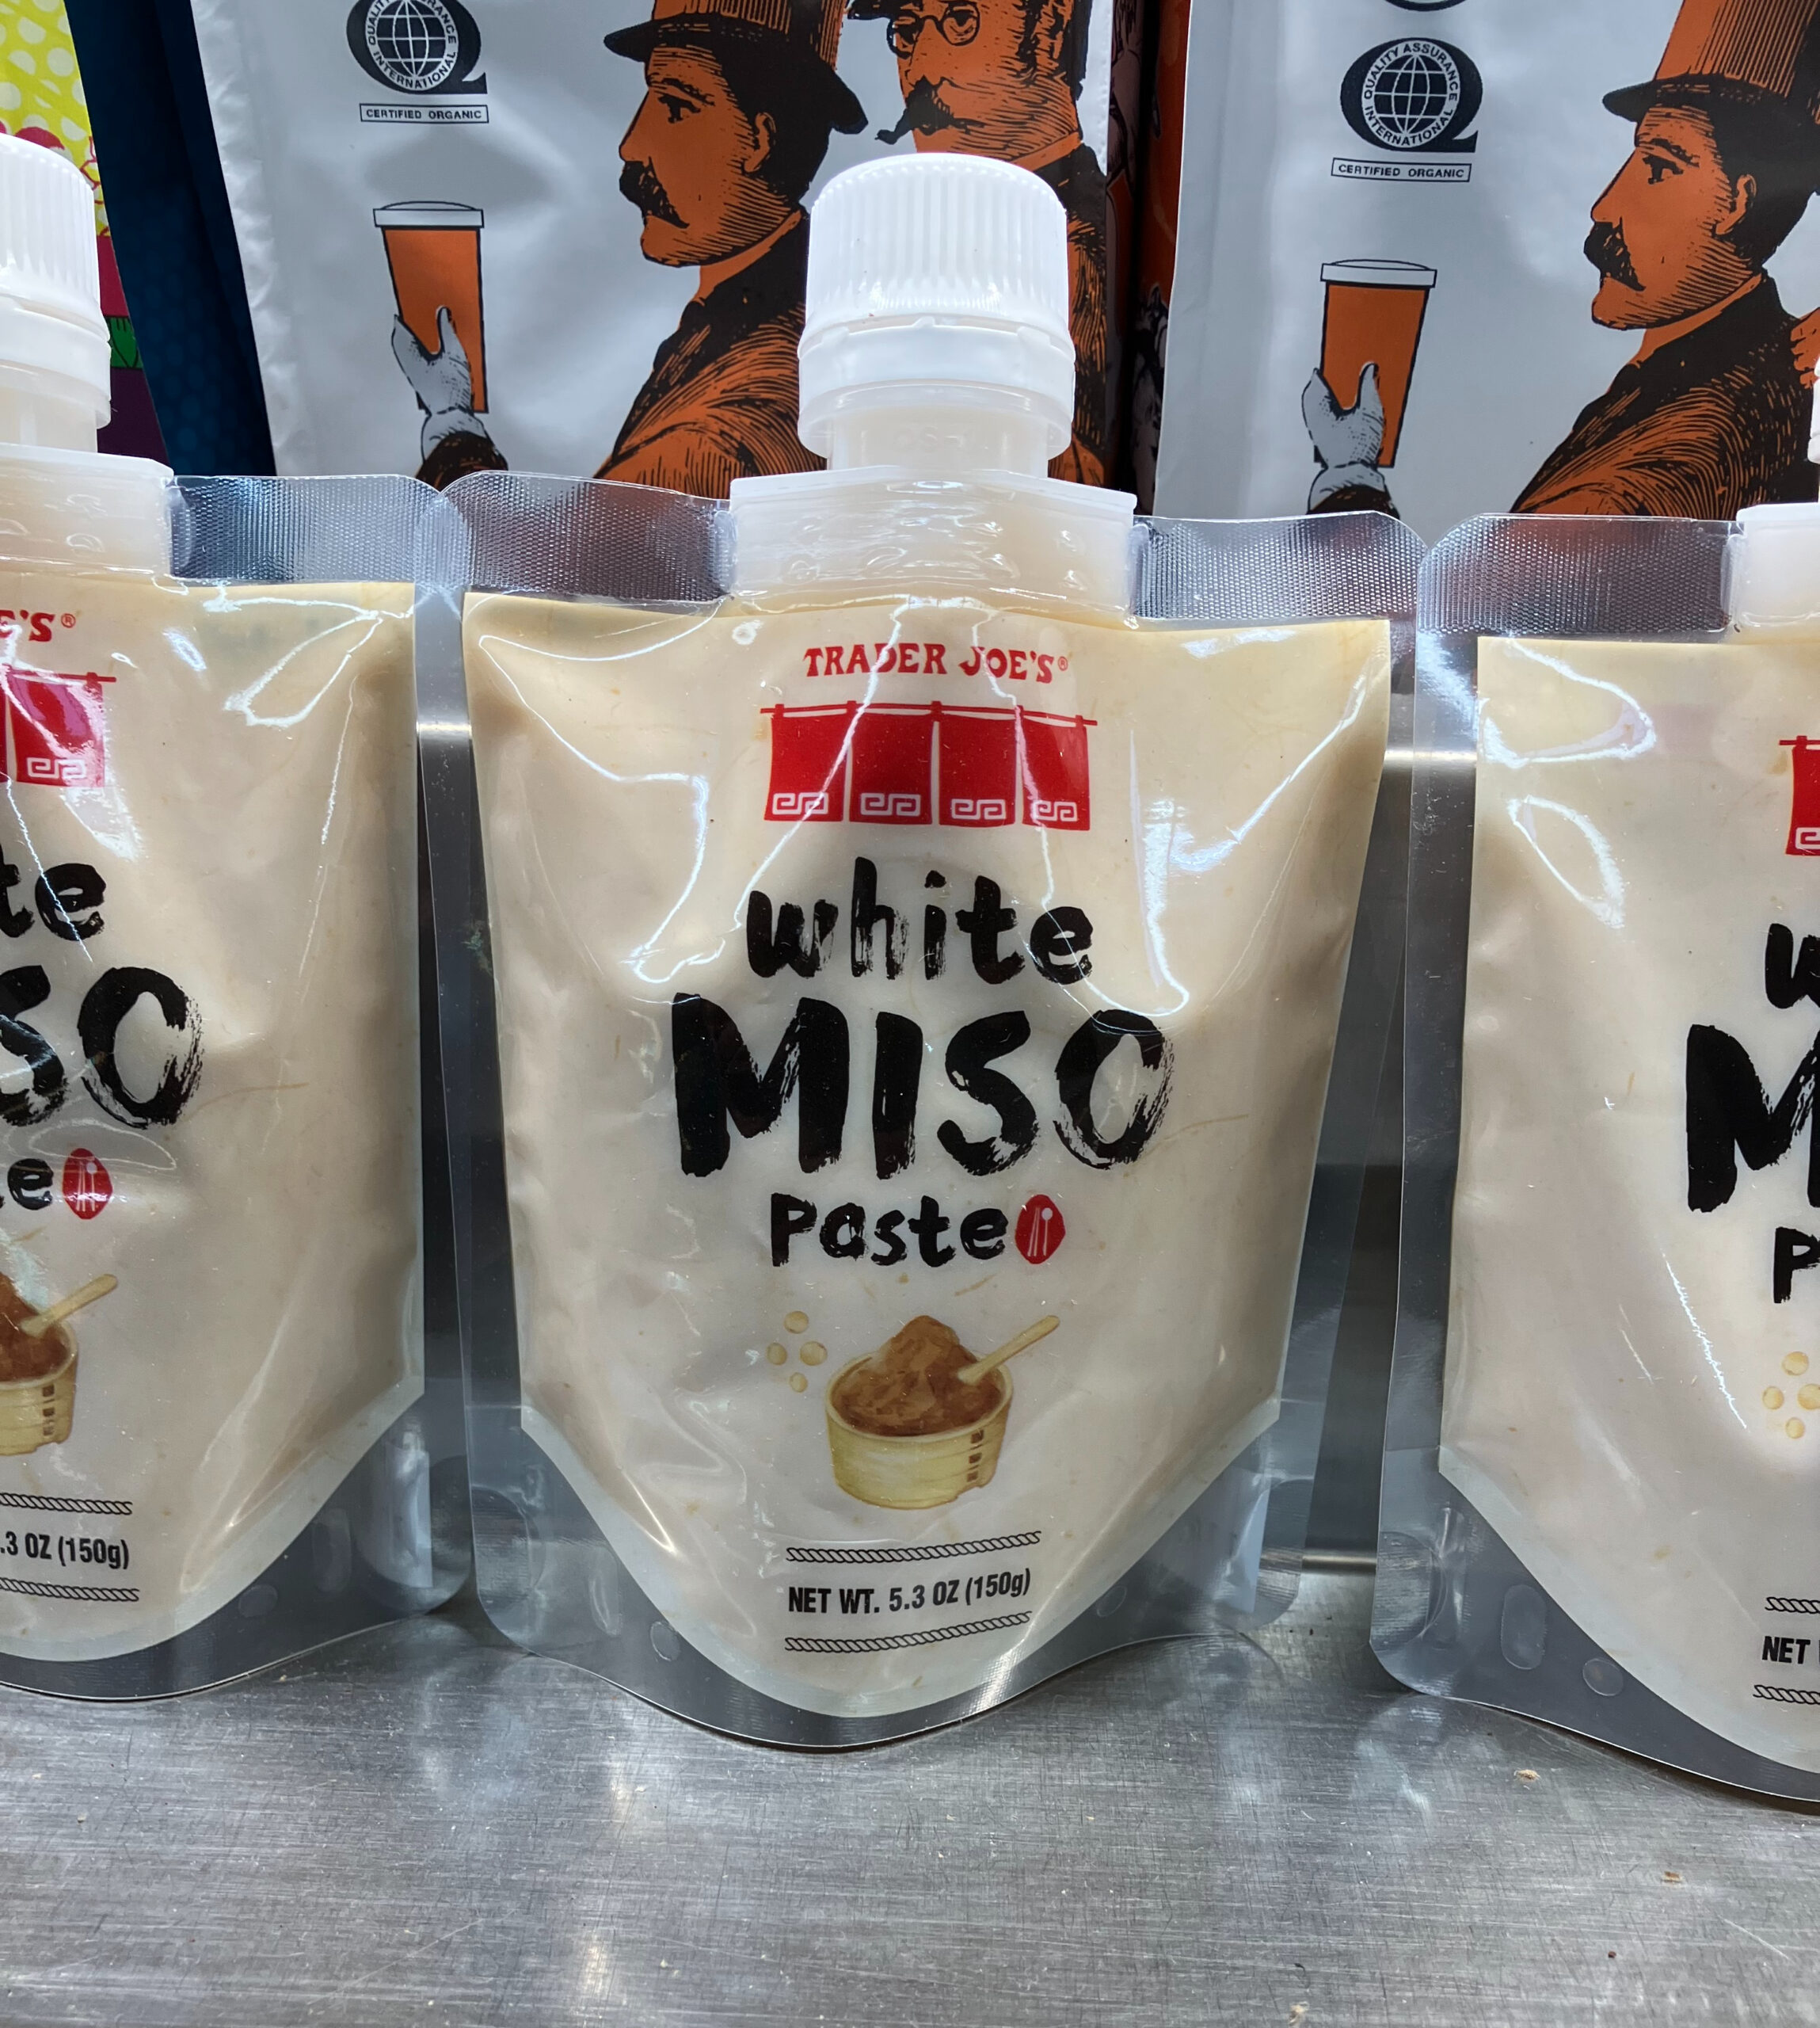 QUALITY ASSURANCE
INTERNATIONAL
CERTIFIED ORGANIC
QUALITY ASSURANCE
INTERNATIONAL
CERTIFIED ORGANIC
TRADER JOE'S®
white
MISO
Paste
NET WT. 5.3 OZ (150g)
E'S®
te
SO
e
.3 OZ (150g)
w
M
P
NET